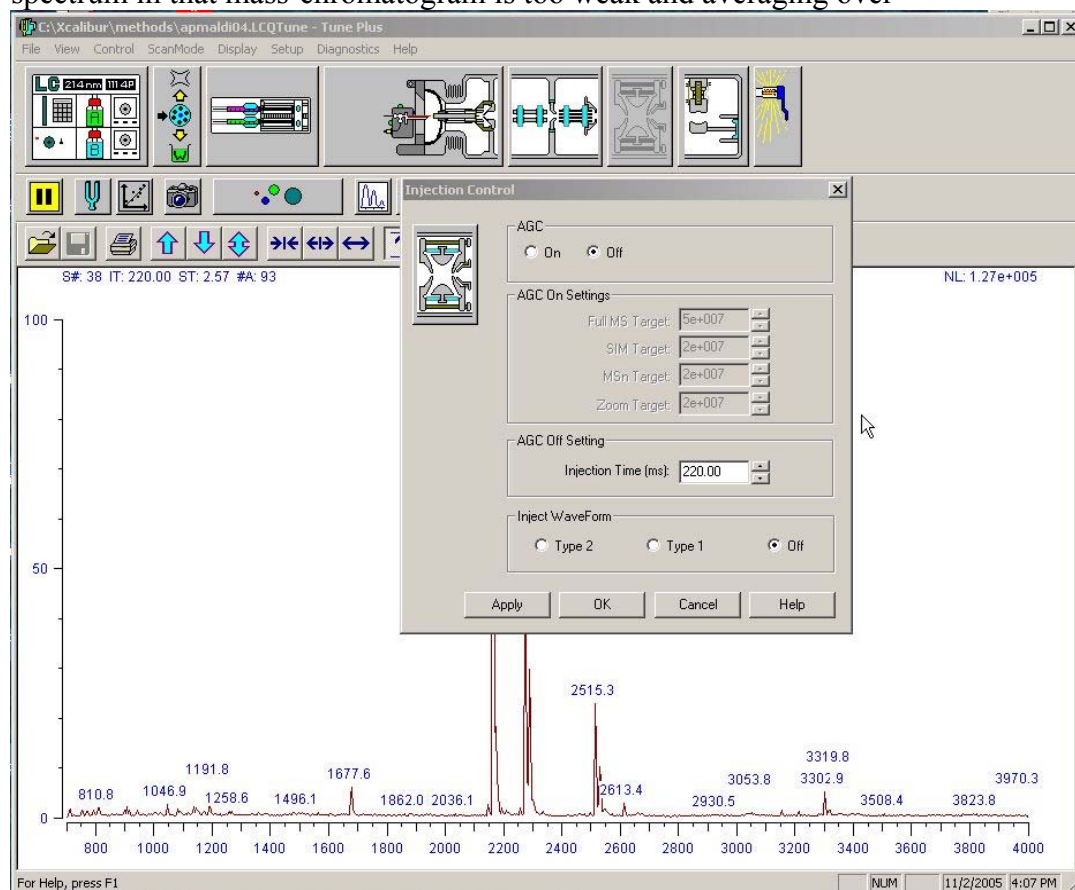 spectrum in that mass-chromatogram is too weak and averaging over
C:\Xcalibur\methods\apmaldi04.LCQTune - Tune Plus
File View Control ScanMode Display Setup Diagnostics Help
LC 214nm 1114P
A
B
Injection Control
S#: 38 IT: 220.00 ST: 2.57 #A: 93
NL: 1.27e+005
AGC
On Off
AGC On Settings
Full MS Target: 5e+007
SIM Target: 2e+007
MSn Target: 2e+007
Zoom Target: 2e+007
AGC Off Setting
Injection Time (ms): 220.00
Inject WaveForm
Type 2 Type 1 Off
Apply OK Cancel Help
100
50
0
2515.3
3319.8
1191.8 1677.6 3053.8 3302.9 3970.3
810.8 1046.9 1258.6 1496.1 1862.0 2036.1 2613.4 2930.5 3508.4 3823.8
800 1000 1200 1400 1600 1800 2000 2200 2400 2600 2800 3000 3200 3400 3600 3800 4000
For Help, press F1
NUM 11/2/2005 4:07 PM